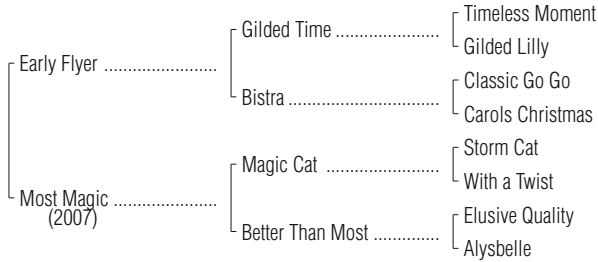 Timeless Moment
Gilded Time ....................
Gilded Lilly
Early Flyer ......................
Classic Go Go
Bistra .............................
Carols Christmas
Storm Cat
Magic Cat ......................
With a Twist
Most Magic ....................
(2007)
Elusive Quality
Better Than Most .............
Alysbelle